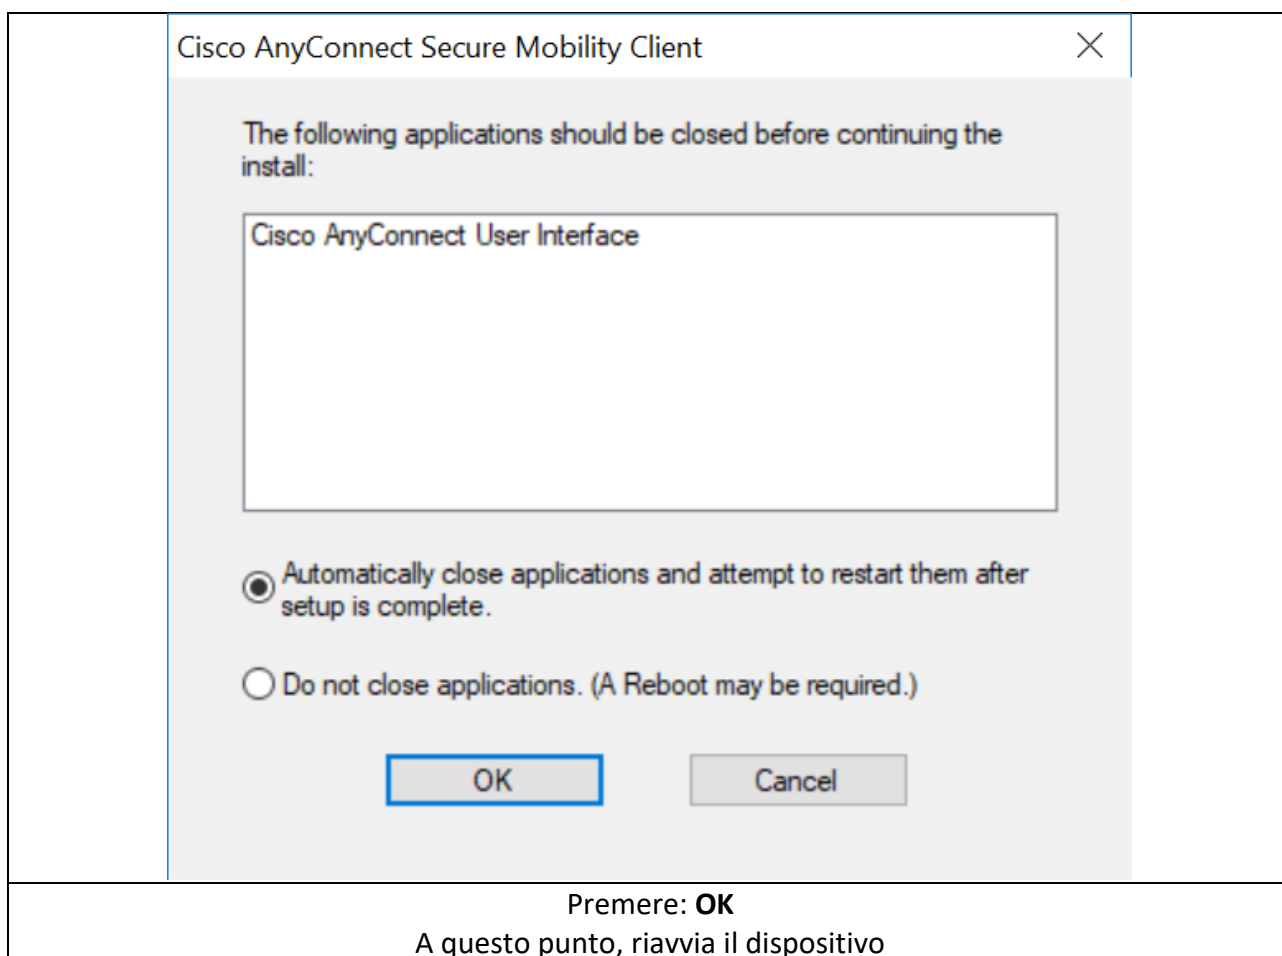 Cisco AnyConnect Secure Mobility Client
The following applications should be closed before continuing the
install:
Cisco AnyConnect User Interface
Automatically close applications and attempt to restart them after
setup is complete.
Do not close applications. (A Reboot may be required.)
OK
Cancel
Premere: OK
A questo punto, riavvia il dispositivo